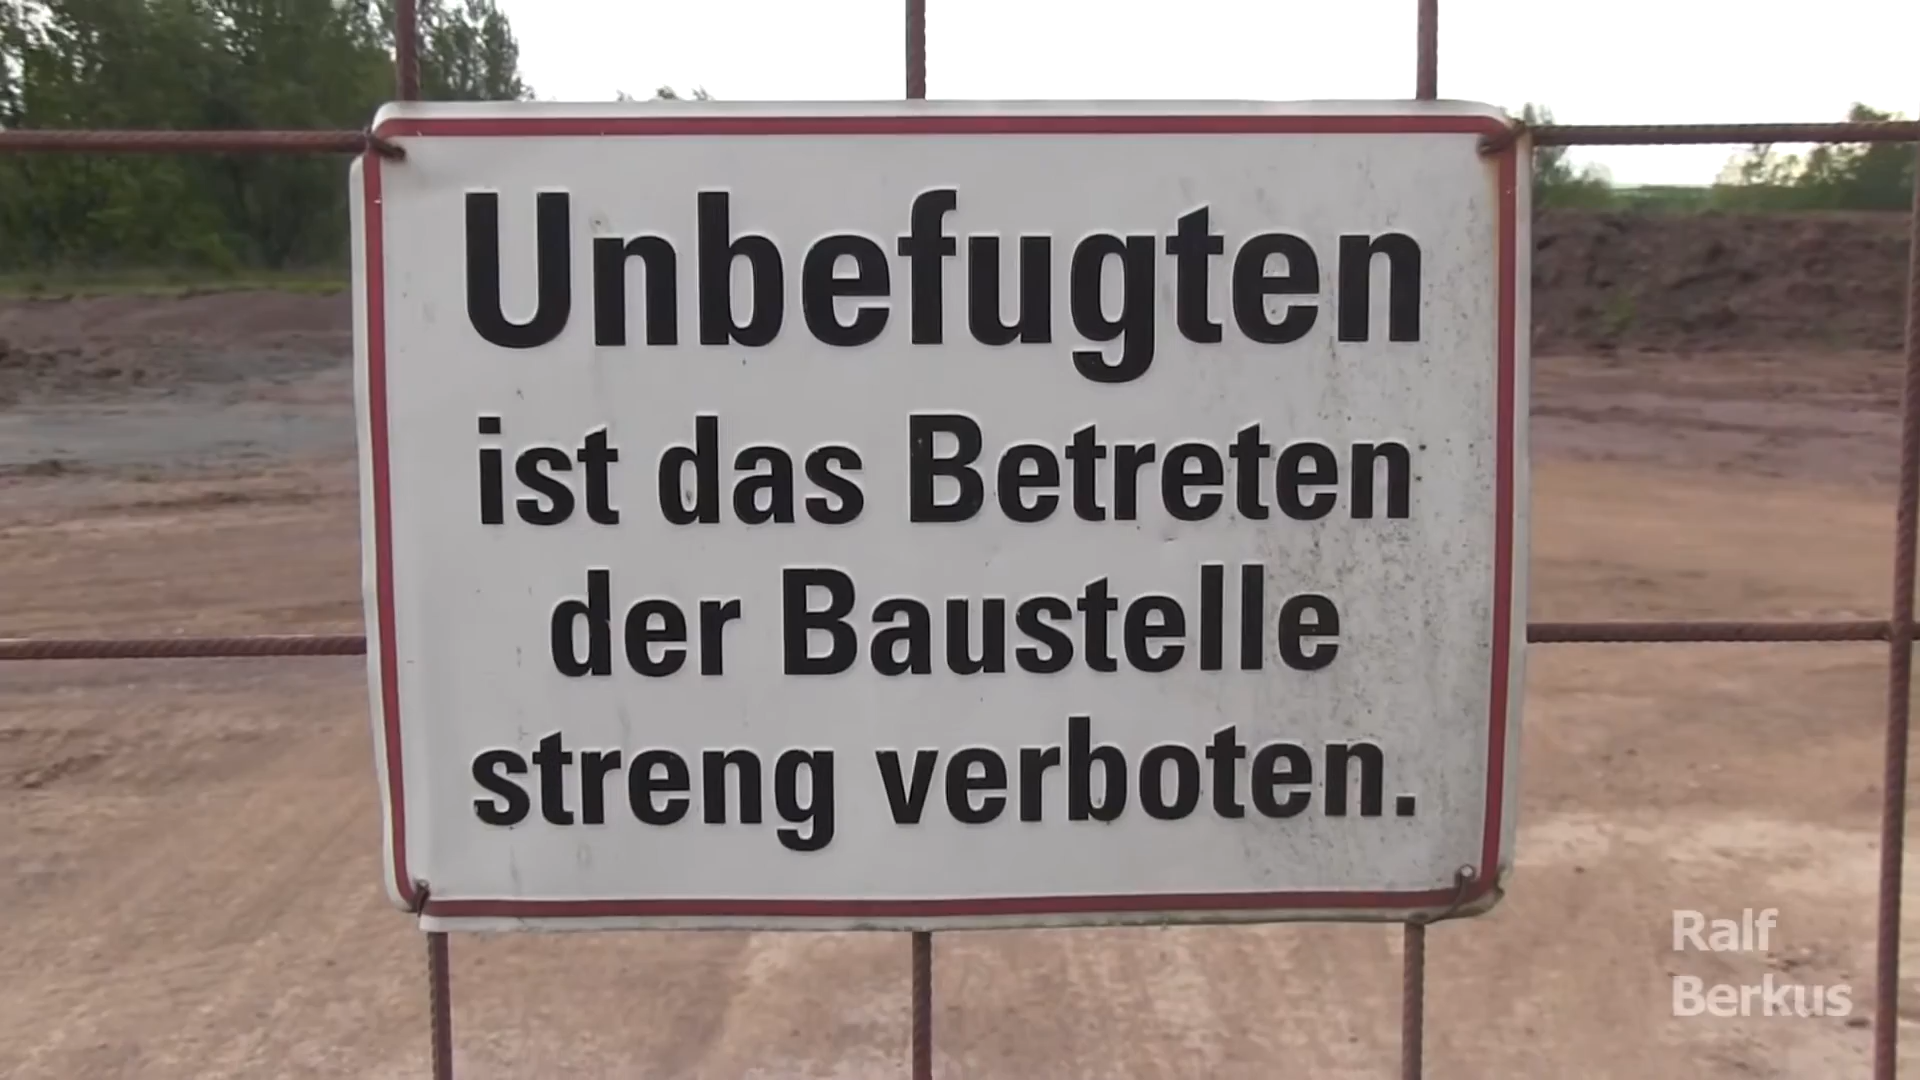 Unbefugten
ist das Betreten
der Baustelle
streng verboten.
Ralf
Berkus